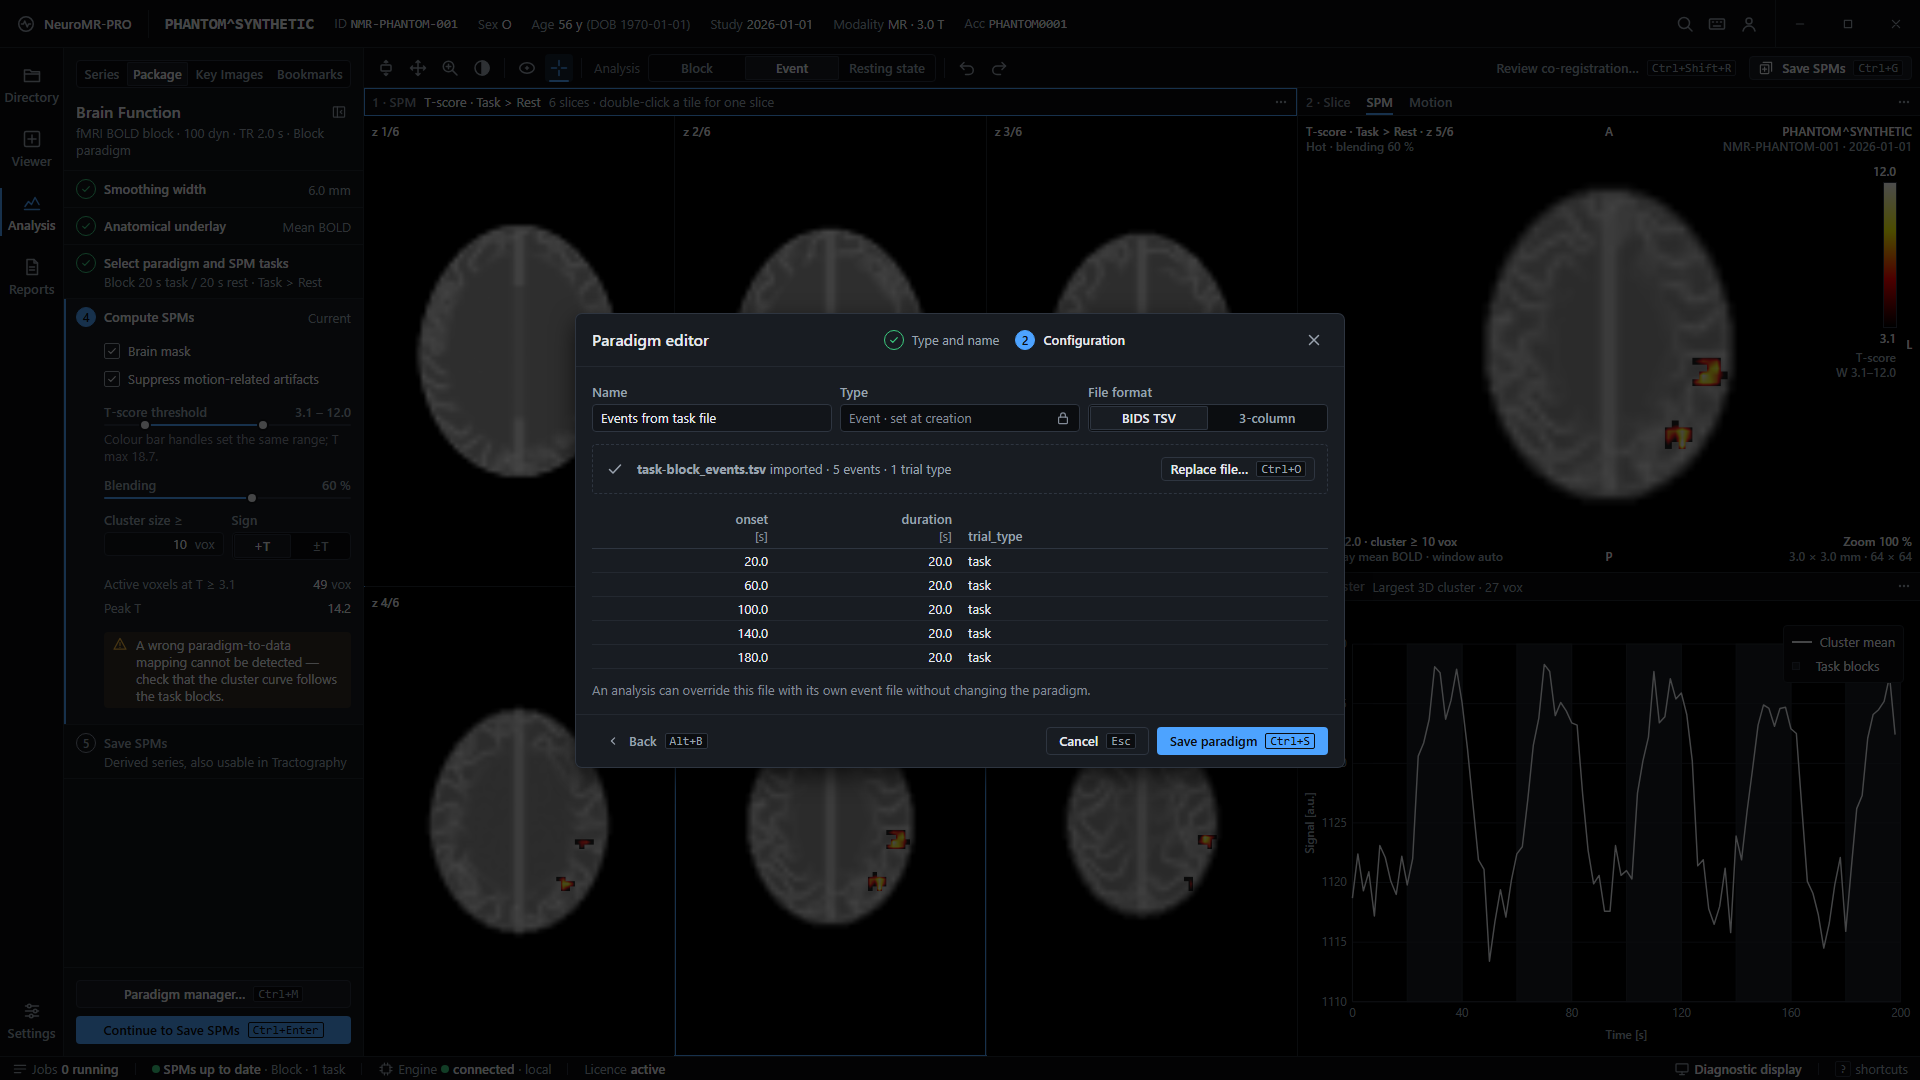 NeuroMR-PRO
PHANTOM^SYNTHETIC ID NMR-PHANTOM-001 Sex O Age 56 y (DOB 1970-01-01) Study 2026-01-01 Modality MR · 3.0 T Acc PHANTOM0001
Directory
Viewer
Analysis
Reports
Settings
Series Package Key Images Bookmarks
Brain Function
fMRI BOLD block · 100 dyn · TR 2.0 s · Block
paradigm
Smoothing width 6.0 mm
Anatomical underlay Mean BOLD
Select paradigm and SPM tasks
Block 20 s task / 20 s rest · Task > Rest
4 Compute SPMs Current
Brain mask
Suppress motion-related artifacts
T-score threshold 3.1 – 12.0
Colour bar handles set the same range; T
max 18.7.
Blending 60 %
Cluster size ≥ Sign
10 vox +T ±T
Active voxels at T ≥ 3.1 49 vox
Peak T 14.2
A wrong paradigm-to-data
mapping cannot be detected —
check that the cluster curve follows
the task blocks.
5 Save SPMs
Derived series, also usable in Tractography
Paradigm manager... Ctrl+M
Continue to Save SPMs Ctrl+Enter
Analysis Block Event Resting state
Review co-registration... Ctrl+Shift+R Save SPMs Ctrl+G
1 · SPM T-score · Task > Rest 6 slices · double-click a tile for one slice
z 1/6
z 2/6
z 3/6
z 4/6
2 · Slice SPM Motion
T-score · Task > Rest · z 5/6
Hot · blending 60 %
A
PHANTOM^SYNTHETIC
NMR-PHANTOM-001 · 2026-01-01
12.0
3.1
T-score
W 3.1–12.0
L
2.0 · cluster ≥ 10 vox
ay mean BOLD · window auto
P
Zoom 100 %
3.0 × 3.0 mm · 64 × 64
ster Largest 3D cluster · 27 vox
Cluster mean
Task blocks
Signal [a.u.]
1125
1120
1115
1110
0 40 80 120 160 200
Time [s]
Paradigm editor
Type and name
2 Configuration
Name Type File format
Events from task file Event · set at creation BIDS TSV 3-column
task-block_events.tsv imported · 5 events · 1 trial type Replace file... Ctrl+O
onset duration
[s] [s] trial_type
20.0 20.0 task
60.0 20.0 task
100.0 20.0 task
140.0 20.0 task
180.0 20.0 task
An analysis can override this file with its own event file without changing the paradigm.
Back Alt+B Cancel Esc Save paradigm Ctrl+S
Jobs 0 running SPMs up to date · Block · 1 task Engine connected · local Licence active
Diagnostic display ? shortcuts